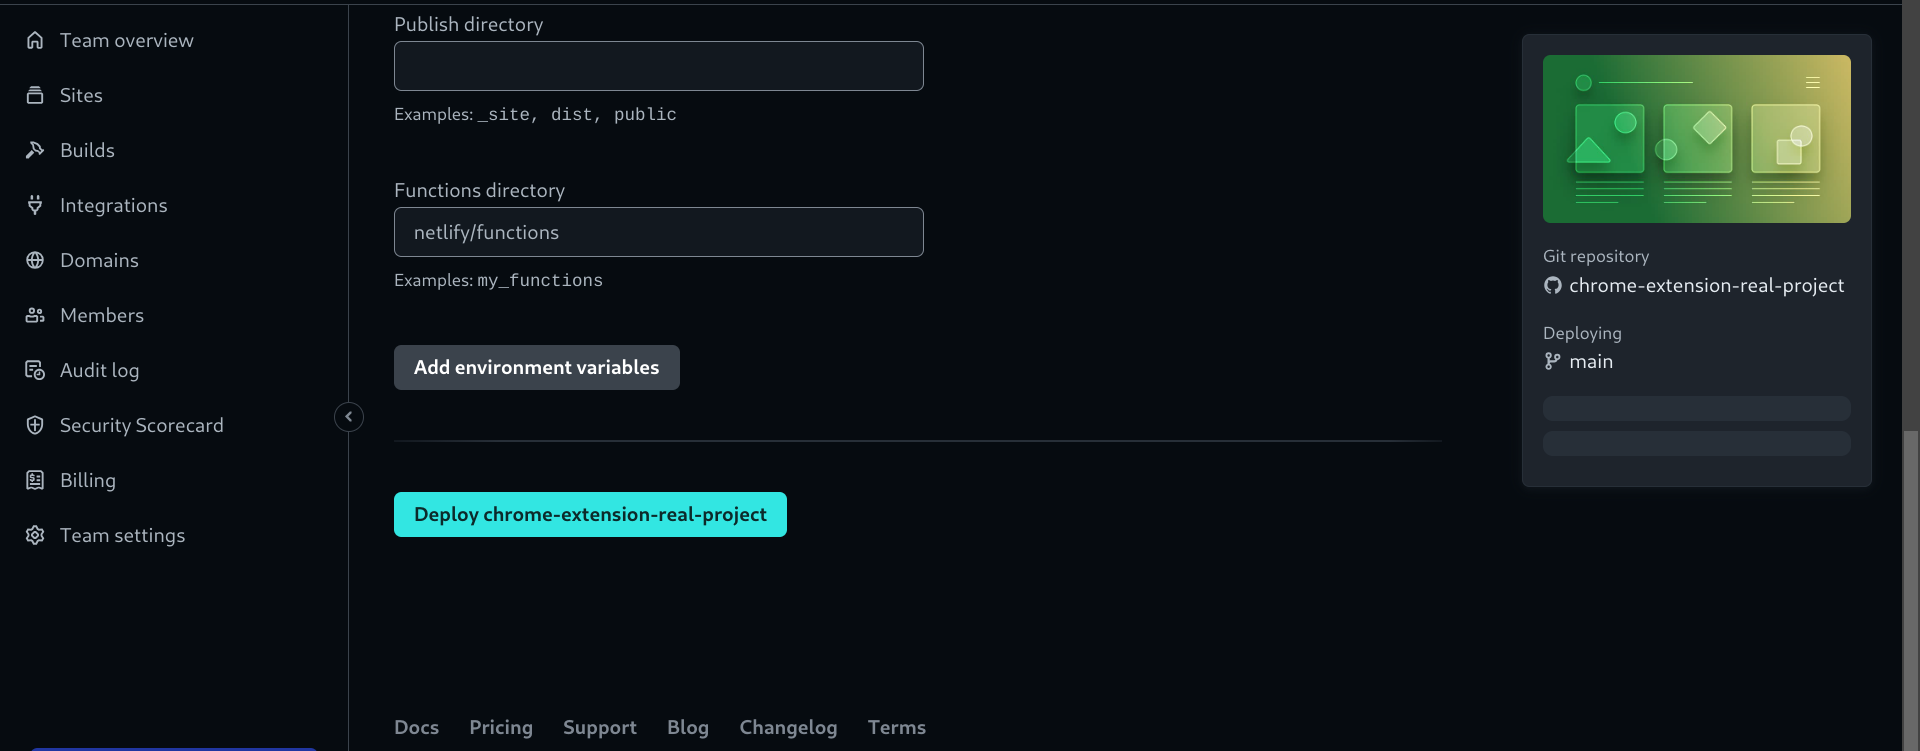 Team overview
Sites
Builds
Integrations
Domains
Members
Audit log
Security Scorecard
Billing
Team settings
Publish directory
Examples: _site, dist, public
Functions directory
netlify/functions
Examples: my_functions
Add environment variables
Deploy chrome-extension-real-project
Docs Pricing Support Blog Changelog Terms
Git repository
chrome-extension-real-project
Deploying
main